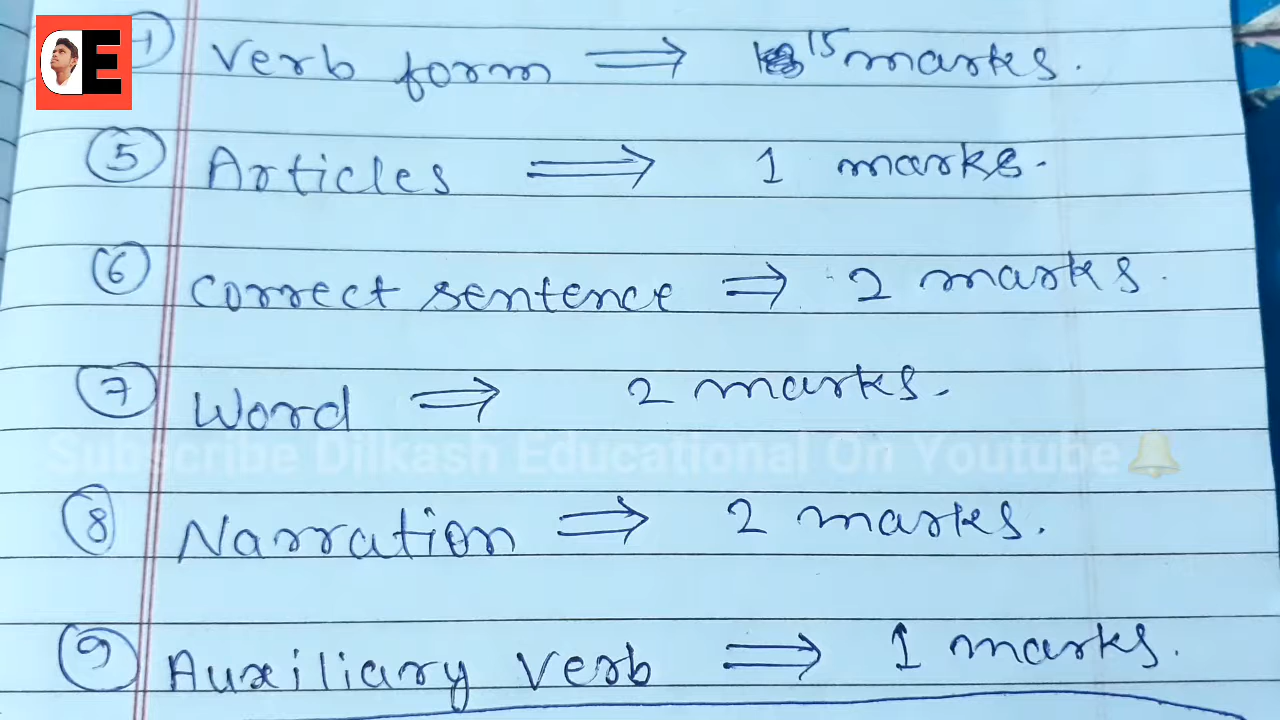 E
Verb form ⇒ 15 marks.
⑤ Articles ⇒ 1 marks.
⑥ Correct sentence ⇒ 2 marks.
⑦ Word ⇒ 2 marks.
Subscribe Dilkash Educational On Youtube
⑧ Narration ⇒ 2 marks.
⑨ Auxiliary Verb ⇒ 1 marks.